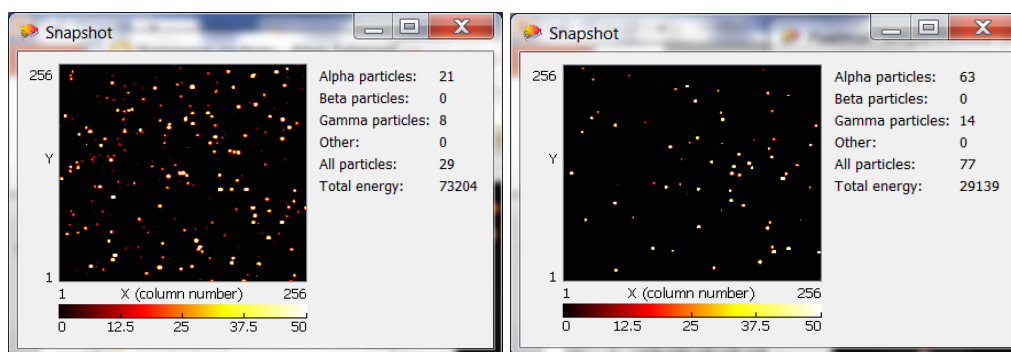 Snapshot
256
Y
1
1 X (column number) 256
0 12.5 25 37.5 50
Alpha particles: 21
Beta particles: 0
Gamma particles: 8
Other: 0
All particles: 29
Total energy: 73204
Snapshot
256
Y
1
1 X (column number) 256
0 12.5 25 37.5 50
Alpha particles: 63
Beta particles: 0
Gamma particles: 14
Other: 0
All particles: 77
Total energy: 29139